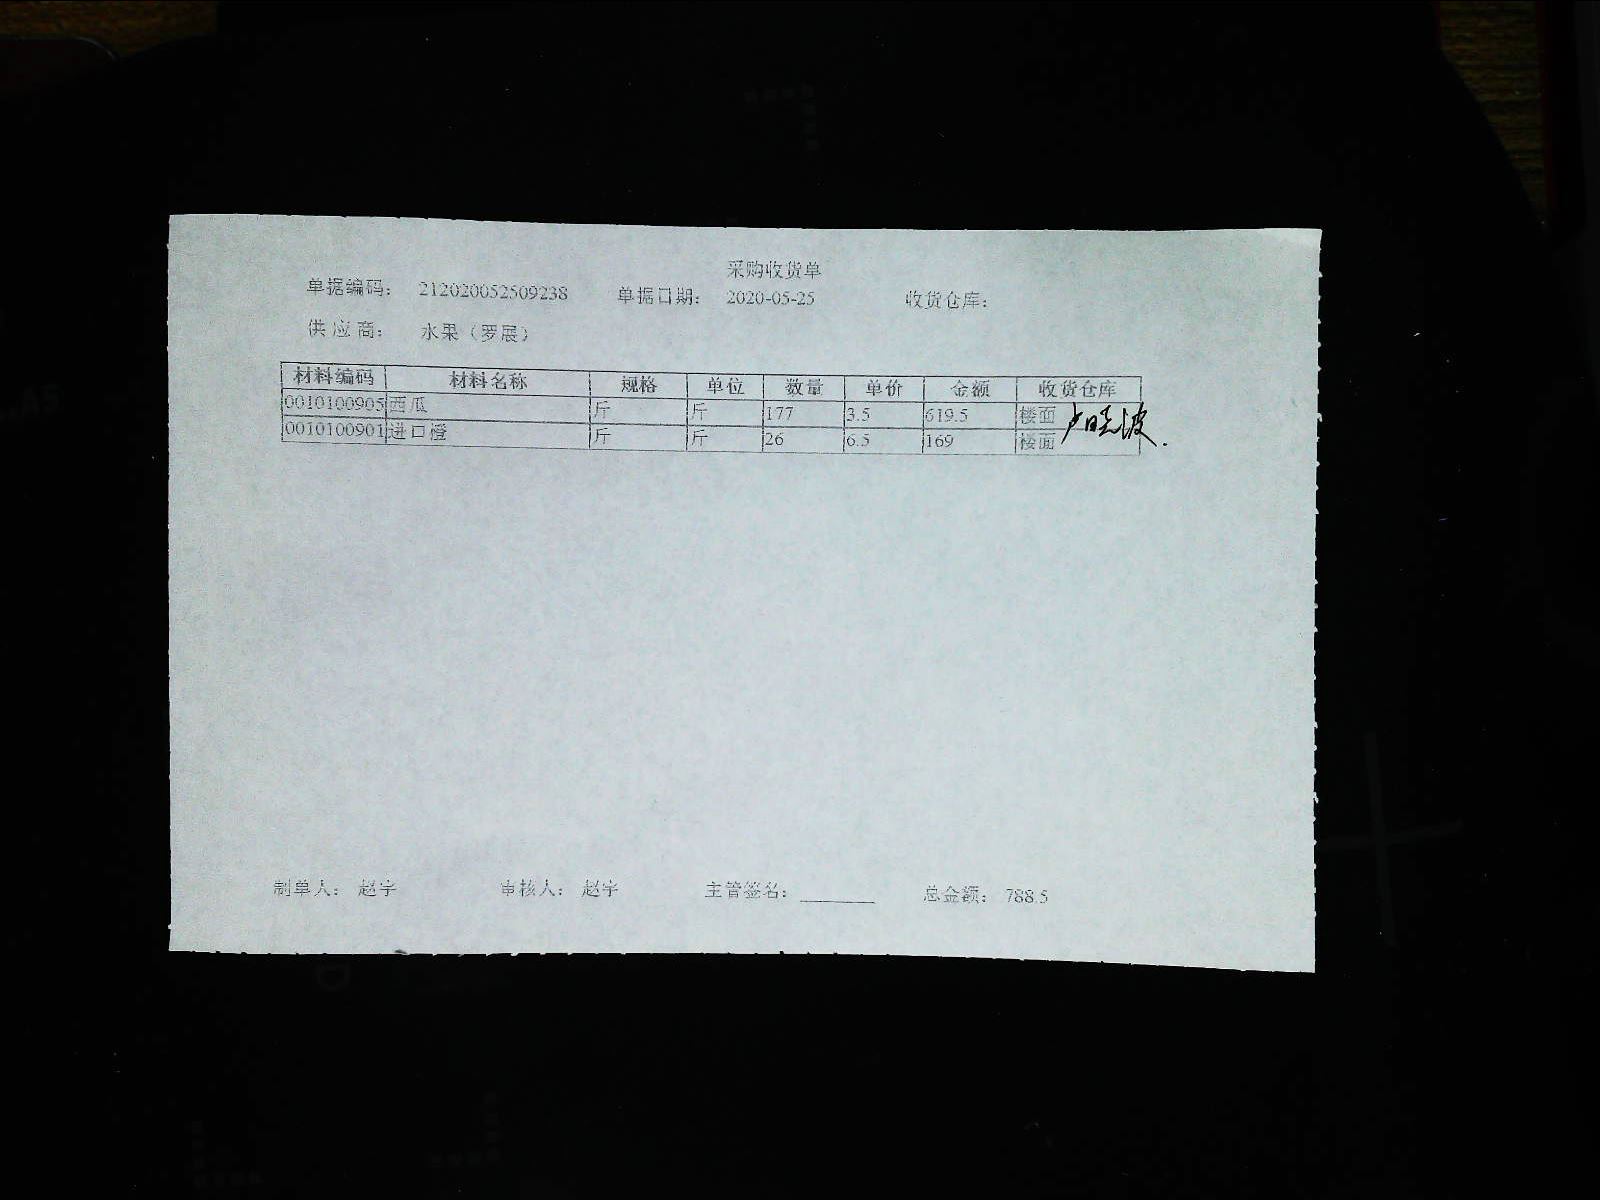 采购收货单
单据编码： 212020052509238 单据日期： 2020-05-25 收货仓库：
供应商： 水果（罗展）
材料编码 材料名称 规格 单位 数量 单价 金额 收货仓库
0010100905 西瓜 斤 斤 177 3.5 619.5 楼面
0010100901 进口橙 斤 斤 26 6.5 169 楼面
制单人： 赵宇 审核人： 赵宇 主管签名： 总金额： 788.5